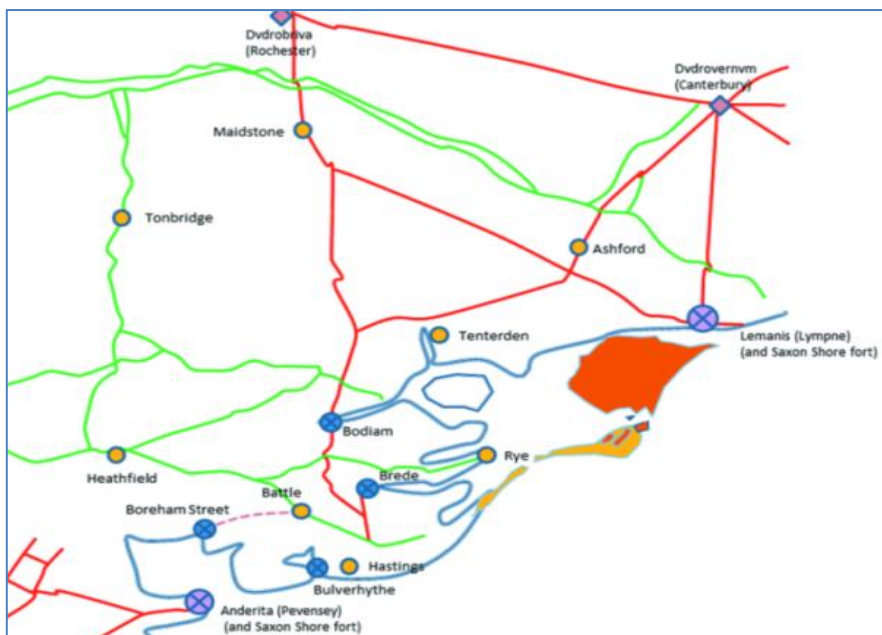 Dvdrobriva
(Rochester)
Dvdrovernvm
(Canterbury)
Maidstone
Tonbridge
Ashford
Tenterden
Lemanis (Lympne)
(and Saxon Shore fort)
Bodiam
Rye
Heathfield
Brede
Battle
Boreham Street
Hastings
Bulverhythe
Anderita (Pevensey)
(and Saxon Shore fort)